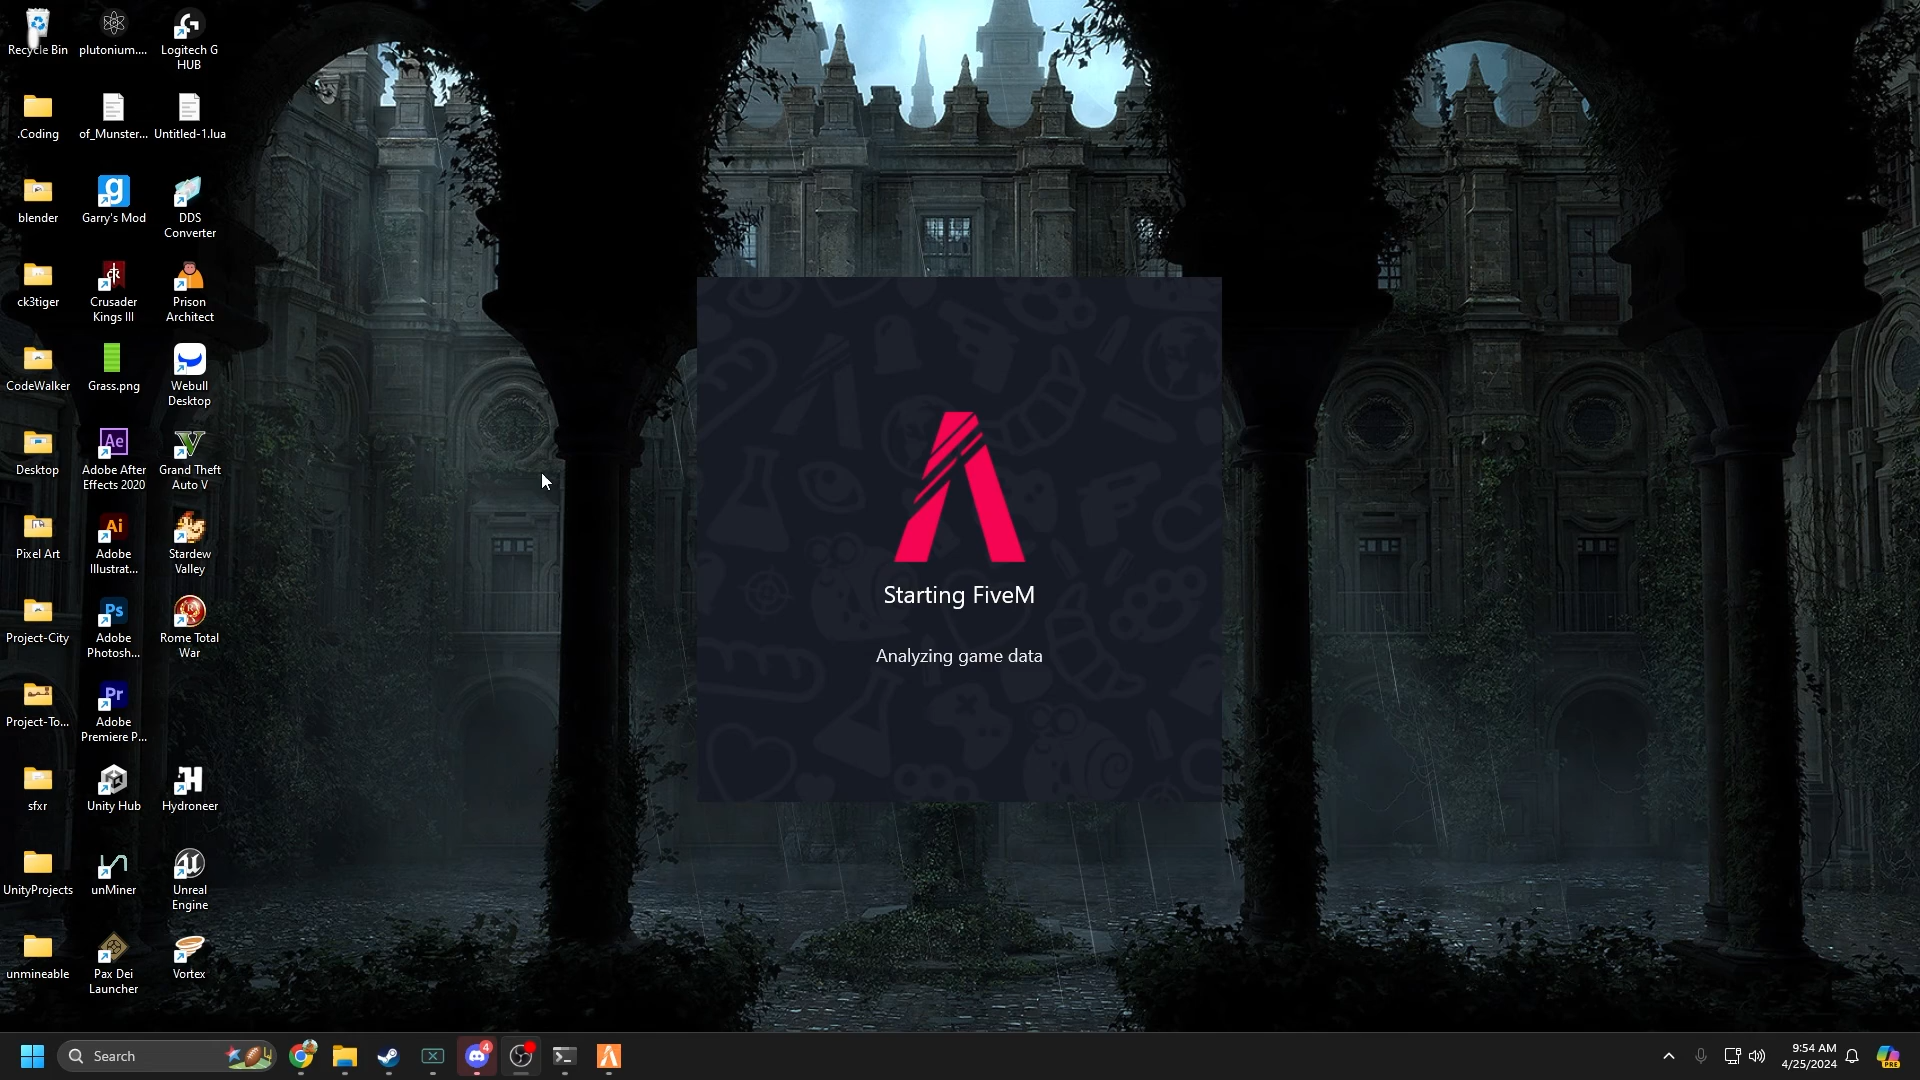 Recycle Bin
plutonium....
Logitech G
HUB
.Coding
of_Munster...
Untitled-1.lua
blender
Garry's Mod
DDS
Converter
ck3tiger
Crusader
Kings III
Prison
Architect
CodeWalker
Grass.png
Webull
Desktop
Desktop
Adobe After
Effects 2020
Grand Theft
Auto V
Pixel Art
Adobe
Illustrat...
Stardew
Valley
Project-City
Adobe
Photosh...
Rome Total
War
Project-To...
Adobe
Premiere P...
sfxr
Unity Hub
Hydroneer
UnityProjects
unMiner
Unreal
Engine
unmineable
Pax Dei
Launcher
Vortex
Starting FiveM
Analyzing game data
Search
4
9:54 AM
4/25/2024
PRE